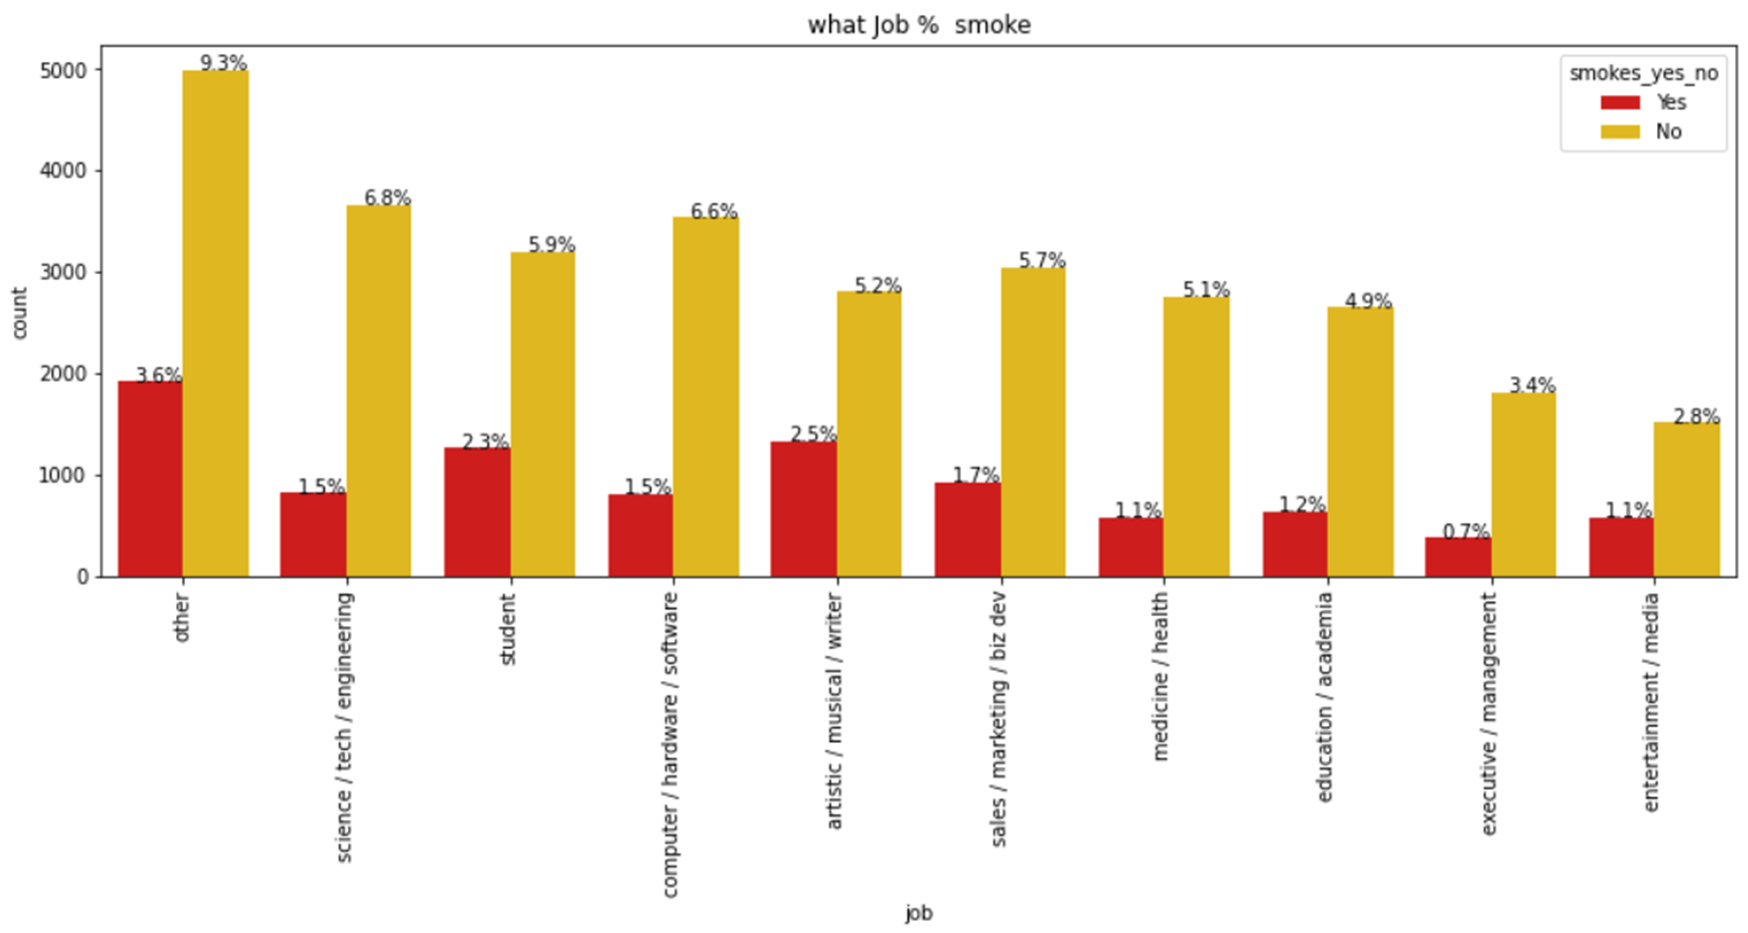 what Job %  smoke
smokes_yes_no
Yes
No
count
5000
4000
3000
2000
1000
0
3.6%
9.3%
1.5%
6.8%
2.3%
5.9%
1.5%
6.6%
2.5%
5.2%
1.7%
5.7%
1.1%
5.1%
1.2%
4.9%
0.7%
3.4%
1.1%
2.8%
other
science / tech / engineering
student
computer / hardware / software
artistic / musical / writer
sales / marketing / biz dev
medicine / health
education / academia
executive / management
entertainment / media
job